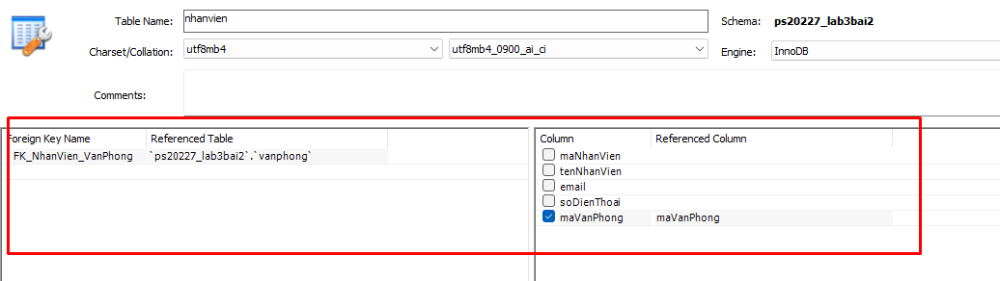 Table Name: nhanvien Schema: ps20227_lab3bai2
Charset/Collation: utf8mb4 utf8mb4_0900_ai_ci Engine: InnoDB
Comments:
Foreign Key Name Referenced Table Column Referenced Column
FK_NhanVien_VanPhong `ps20227_lab3bai2`.`vanphong` maNhanVien
tenNhanVien
email
soDienThoai
maVanPhong maVanPhong